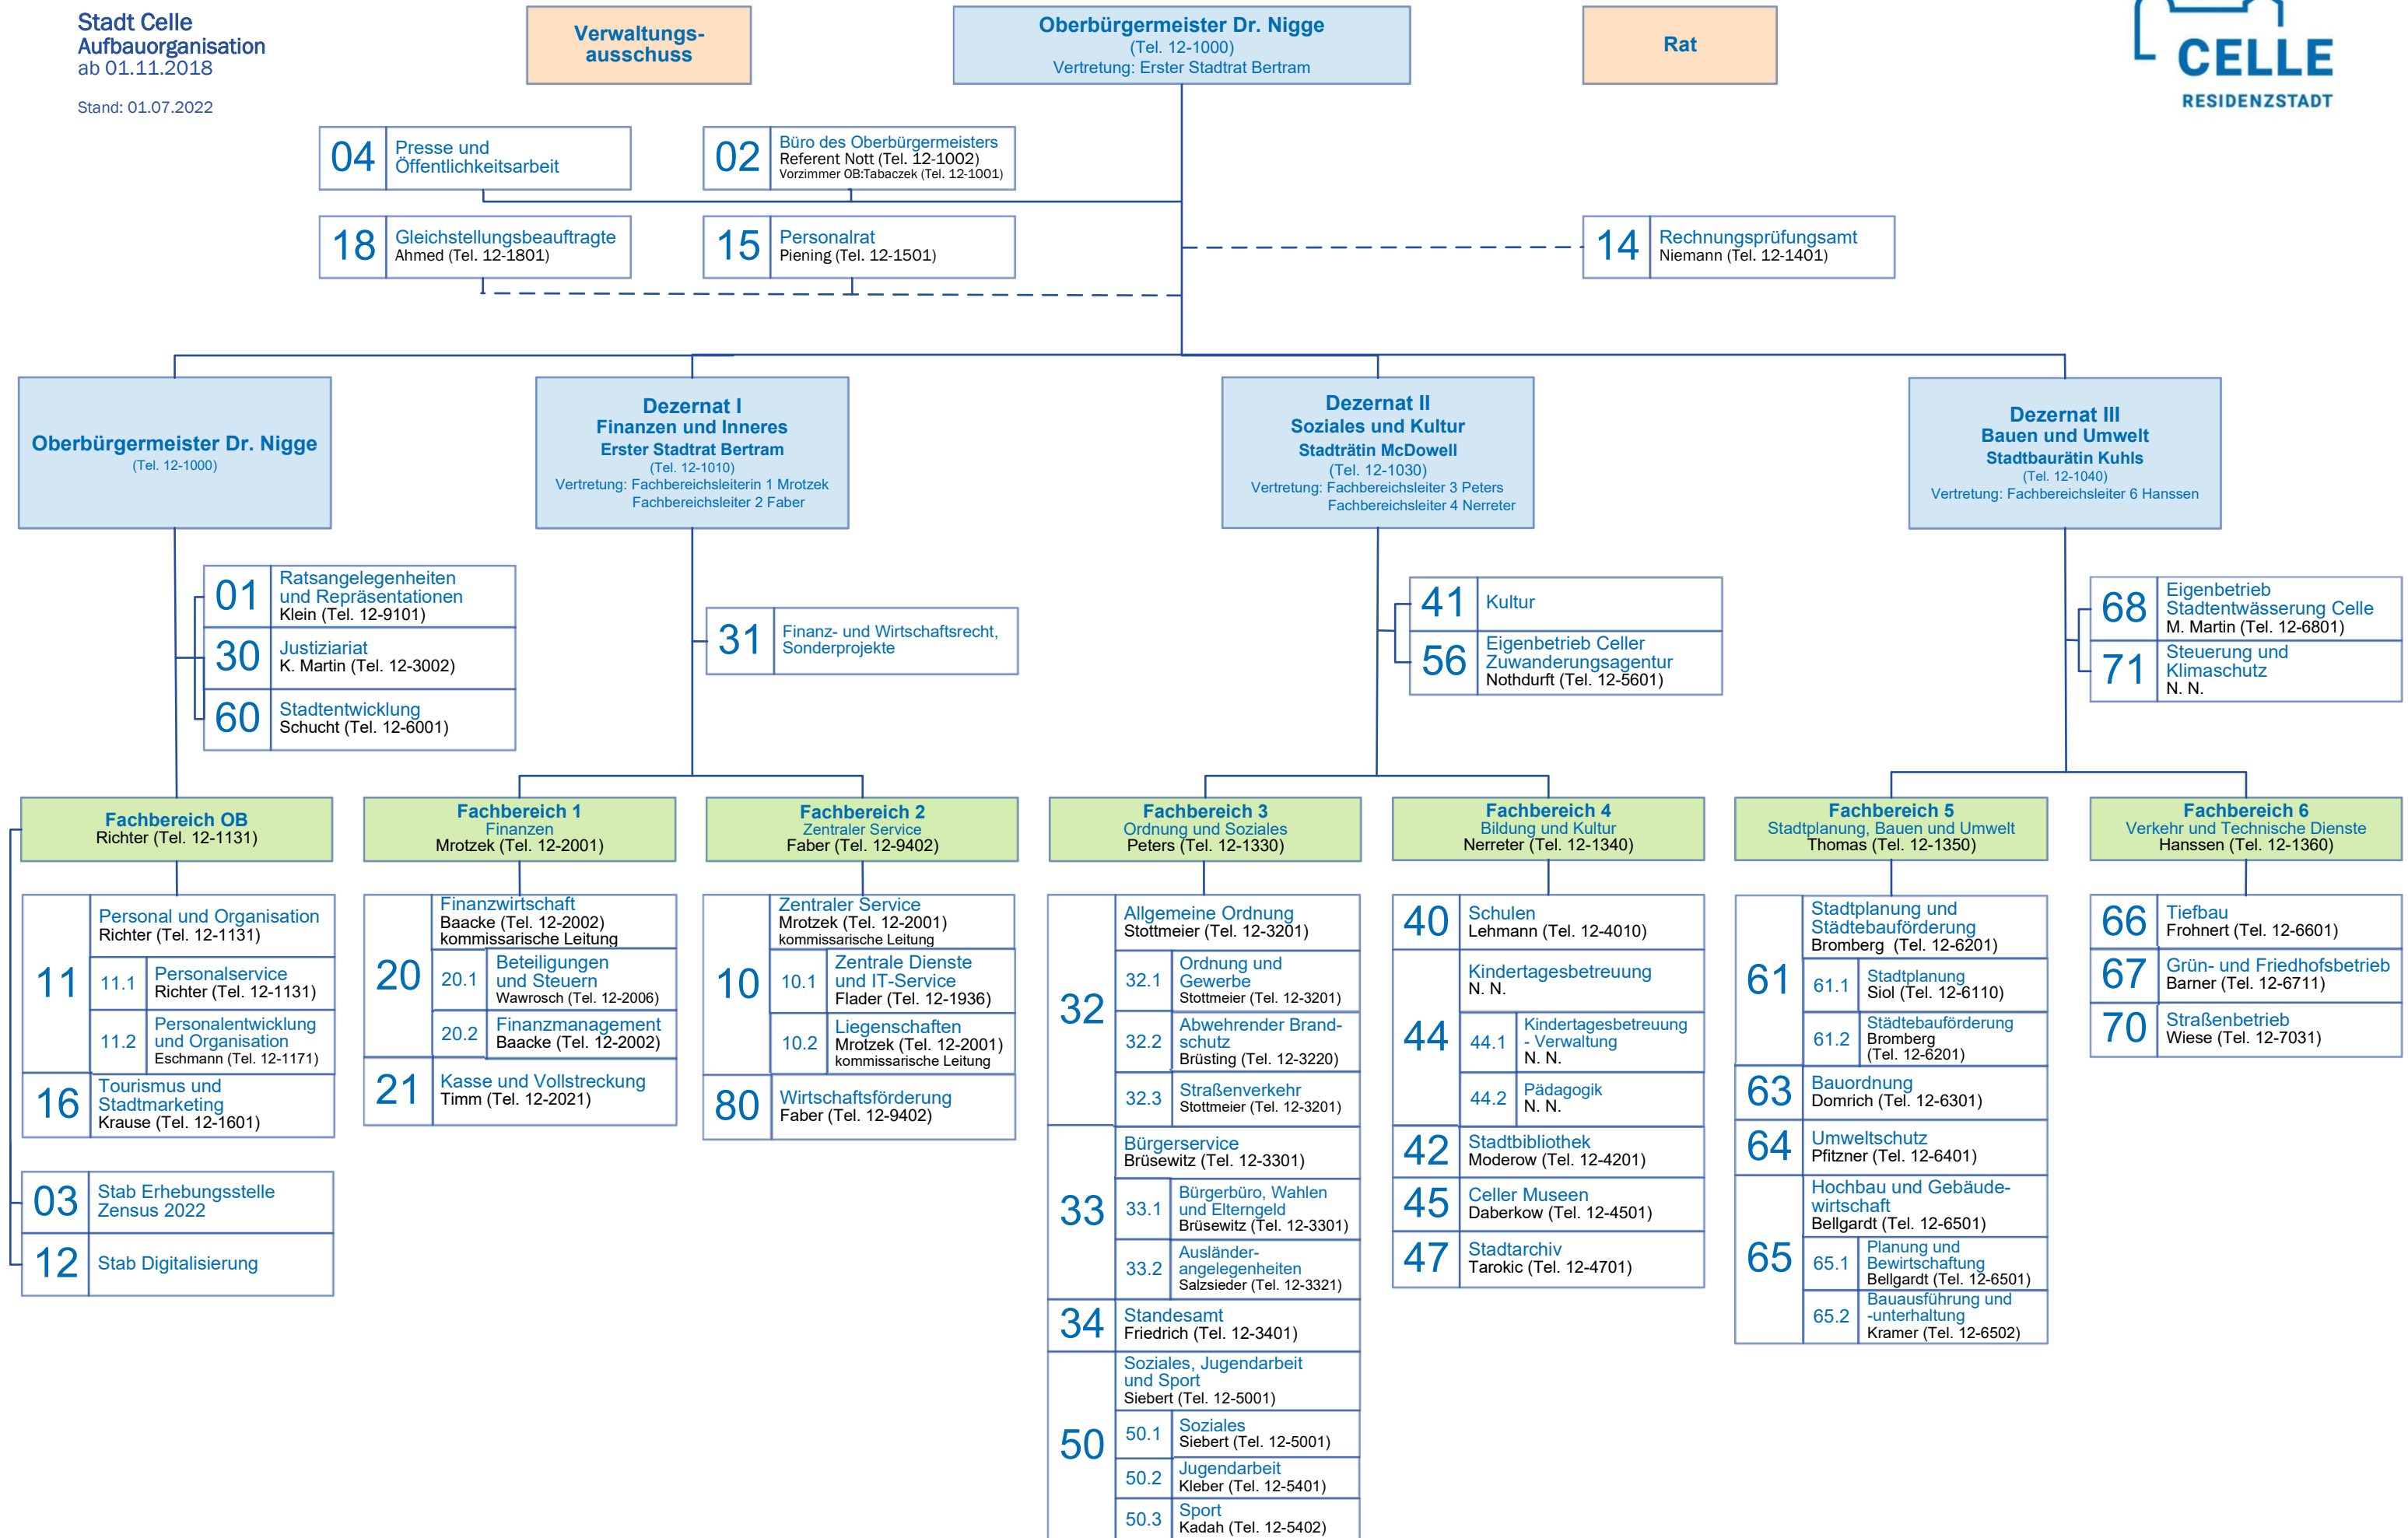 Stadt Celle
Aufbauorganisation
ab 01.11.2018
Stand: 01.07.2022
Verwaltungs-
ausschuss
Oberbürgermeister Dr. Nigge
(Tel. 12-1000)
Vertretung: Erster Stadtrat Bertram
Rat
CELLE
RESIDENZSTADT
04
Presse und
Öffentlichkeitsarbeit
02
Büro des Oberbürgermeisters
Referent Nott (Tel. 12-1002)
Vorzimmer OB:Tabaczek (Tel. 12-1001)
18
Gleichstellungsbeauftragte
Ahmed (Tel. 12-1801)
15
Personalrat
Piening (Tel. 12-1501)
14
Rechnungsprüfungsamt
Niemann (Tel. 12-1401)
Oberbürgermeister Dr. Nigge
(Tel. 12-1000)
Dezernat I
Finanzen und Inneres
Erster Stadtrat Bertram
(Tel. 12-1010)
Vertretung: Fachbereichsleiterin 1 Mrotzek
Fachbereichsleiter 2 Faber
Dezernat II
Soziales und Kultur
Stadträtin McDowell
(Tel. 12-1030)
Vertretung: Fachbereichsleiter 3 Peters
Fachbereichsleiter 4 Nerreter
Dezernat III
Bauen und Umwelt
Stadtbaurätin Kuhls
(Tel. 12-1040)
Vertretung: Fachbereichsleiter 6 Hanssen
01
Ratsangelegenheiten
und Repräsentationen
Klein (Tel. 12-9101)
30
Justiziariat
K. Martin (Tel. 12-3002)
60
Stadtentwicklung
Schucht (Tel. 12-6001)
31
Finanz- und Wirtschaftsrecht,
Sonderprojekte
41
Kultur
56
Eigenbetrieb Celler
Zuwanderungsagentur
Nothdurft (Tel. 12-5601)
68
Eigenbetrieb
Stadtentwässerung Celle
M. Martin (Tel. 12-6801)
71
Steuerung und
Klimaschutz
N. N.
Fachbereich OB
Richter (Tel. 12-1131)
11
Personal und Organisation
Richter (Tel. 12-1131)
11.1
Personalservice
Richter (Tel. 12-1131)
11.2
Personalentwicklung
und Organisation
Eschmann (Tel. 12-1171)
16
Tourismus und
Stadtmarketing
Krause (Tel. 12-1601)
03
Stab Erhebungsstelle
Zensus 2022
12
Stab Digitalisierung
Fachbereich 1
Finanzen
Mrotzek (Tel. 12-2001)
20
Finanzwirtschaft
Baacke (Tel. 12-2002)
kommissarische Leitung
20.1
Beteiligungen
und Steuern
Wawrosch (Tel. 12-2006)
20.2
Finanzmanagement
Baacke (Tel. 12-2002)
21
Kasse und Vollstreckung
Timm (Tel. 12-2021)
Fachbereich 2
Zentraler Service
Faber (Tel. 12-9402)
10
Zentraler Service
Mrotzek (Tel. 12-2001)
kommissarische Leitung
10.1
Zentrale Dienste
und IT-Service
Flader (Tel. 12-1936)
10.2
Liegenschaften
Mrotzek (Tel. 12-2001)
kommissarische Leitung
80
Wirtschaftsförderung
Faber (Tel. 12-9402)
Fachbereich 3
Ordnung und Soziales
Peters (Tel. 12-1330)
32
Allgemeine Ordnung
Stottmeier (Tel. 12-3201)
32.1
Ordnung und
Gewerbe
Stottmeier (Tel. 12-3201)
32.2
Abwehrender Brand-
schutz
Brüsting (Tel. 12-3220)
32.3
Straßenverkehr
Stottmeier (Tel. 12-3201)
33
Bürgerservice
Brüsewitz (Tel. 12-3301)
33.1
Bürgerbüro, Wahlen
und Elterngeld
Brüsewitz (Tel. 12-3301)
33.2
Ausländer-
angelegenheiten
Salzsieder (Tel. 12-3321)
34
Standesamt
Friedrich (Tel. 12-3401)
50
Soziales, Jugendarbeit
und Sport
Siebert (Tel. 12-5001)
50.1
Soziales
Siebert (Tel. 12-5001)
50.2
Jugendarbeit
Kleber (Tel. 12-5401)
50.3
Sport
Kadah (Tel. 12-5402)
Fachbereich 4
Bildung und Kultur
Nerreter (Tel. 12-1340)
40
Schulen
Lehmann (Tel. 12-4010)
44
Kindertagesbetreuung
N. N.
44.1
Kindertagesbetreuung
- Verwaltung
N. N.
44.2
Pädagogik
N. N.
42
Stadtbibliothek
Moderow (Tel. 12-4201)
45
Celler Museen
Daberkow (Tel. 12-4501)
47
Stadtarchiv
Tarokic (Tel. 12-4701)
Fachbereich 5
Stadtplanung, Bauen und Umwelt
Thomas (Tel. 12-1350)
61
Stadtplanung und
Städtebauförderung
Bromberg (Tel. 12-6201)
61.1
Stadtplanung
Siol (Tel. 12-6110)
61.2
Städtebauförderung
Bromberg
(Tel. 12-6201)
63
Bauordnung
Domrich (Tel. 12-6301)
64
Umweltschutz
Pfitzner (Tel. 12-6401)
65
Hochbau und Gebäude-
wirtschaft
Bellgardt (Tel. 12-6501)
65.1
Planung und
Bewirtschaftung
Bellgardt (Tel. 12-6501)
65.2
Bauausführung und
-unterhaltung
Kramer (Tel. 12-6502)
Fachbereich 6
Verkehr und Technische Dienste
Hanssen (Tel. 12-1360)
66
Tiefbau
Frohnert (Tel. 12-6601)
67
Grün- und Friedhofsbetrieb
Barner (Tel. 12-6711)
70
Straßenbetrieb
Wiese (Tel. 12-7031)